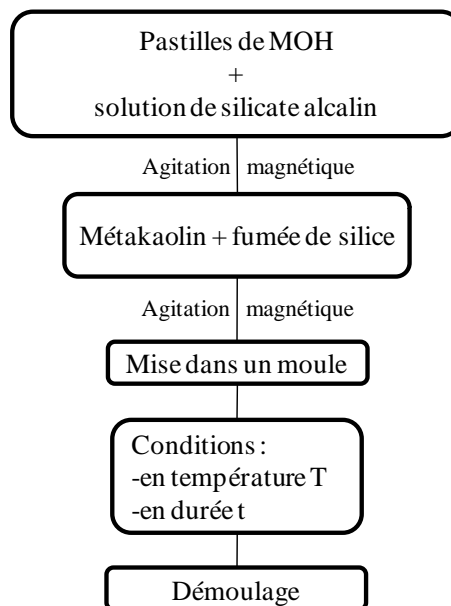 Pastilles de MOH
+
solution de silicate alcalin
Agitation magnétique
Métakaolin + fumée de silice
Agitation magnétique
Mise dans un moule
Conditions :
-en température T
-en durée t
Démoulage